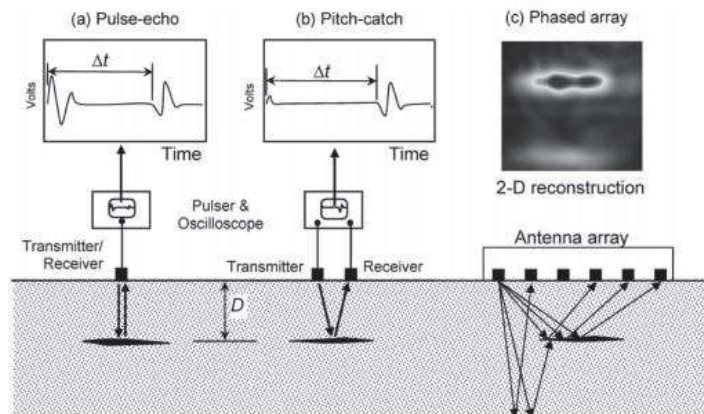 (a) Pulse-echo
(b) Pitch-catch
(c) Phased array
Δt
Δt
Volts
Volts
Time
Time
2-D reconstruction
Pulser &
Oscilloscope
Transmitter/
Receiver
Transmitter
Receiver
Antenna array
D